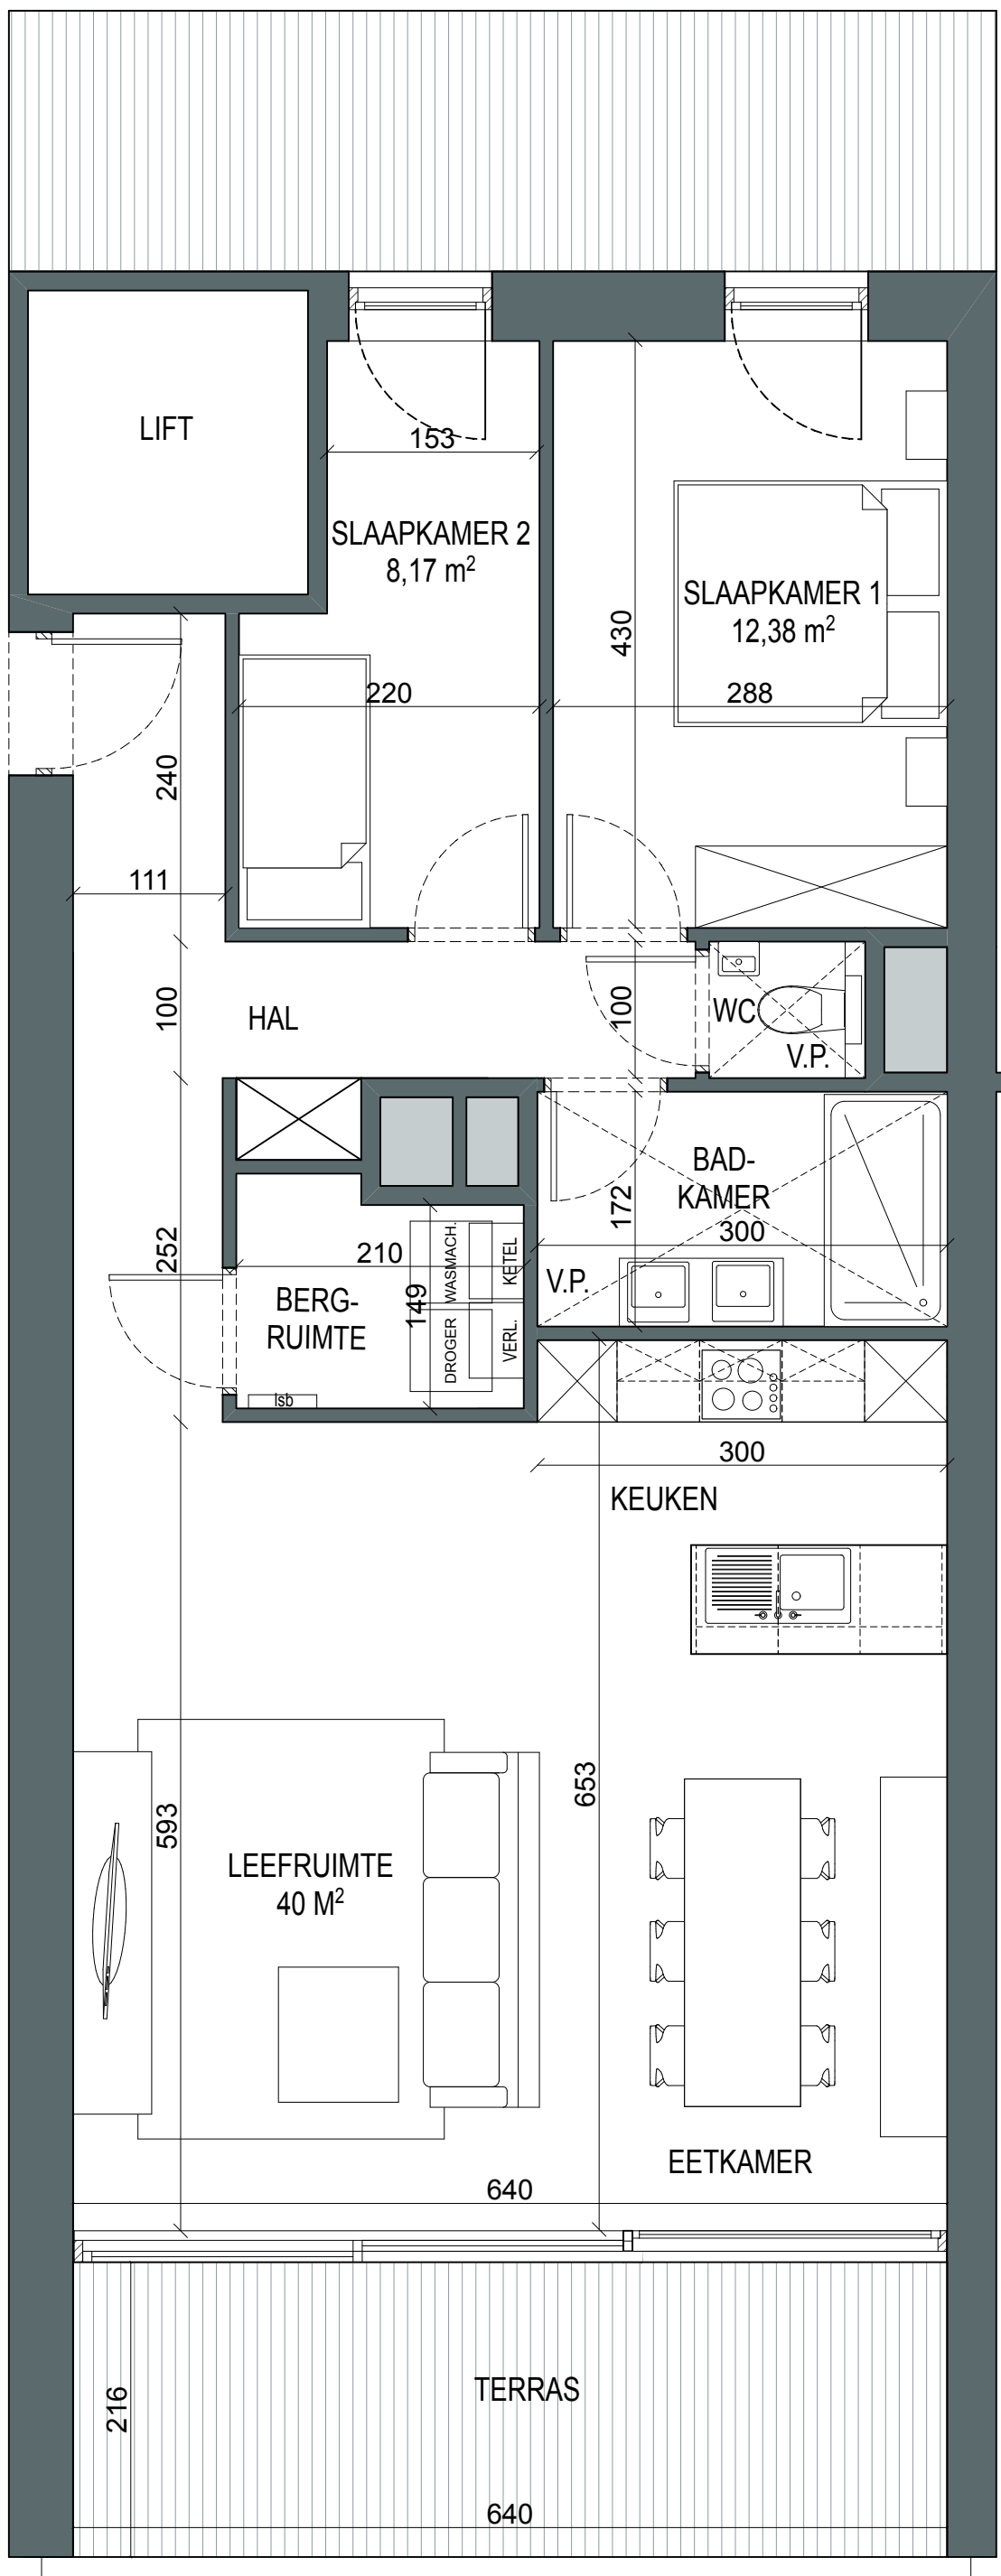 LIFT
153
SLAAPKAMER 2
8,17 m²
SLAAPKAMER 1
12,38 m²
430
220
288
240
111
100
HAL
100
WC
V.P.
BAD-
KAMER
172
300
V.P.
252
210
BERG-
RUIMTE
149
WASMACH.
KETEL
DROGER
VERL.
lsb
300
KEUKEN
653
593
LEEFRUIMTE
40 M²
EETKAMER
640
TERRAS
216
640